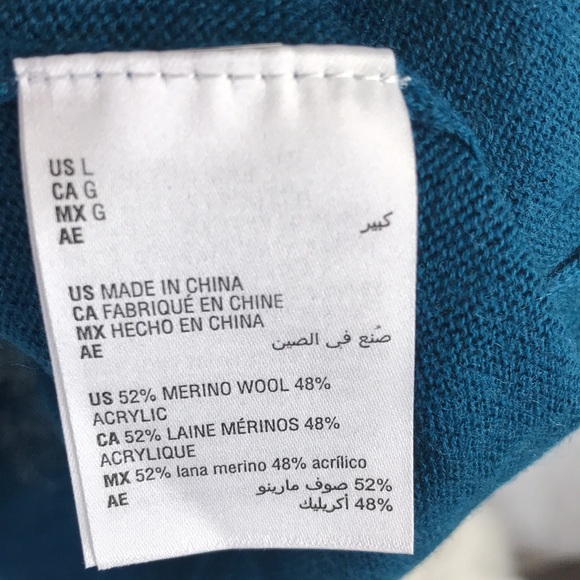 US L
CA G
MX G
AE كبير
US MADE IN CHINA
CA FABRIQUÉ EN CHINE
MX HECHO EN CHINA
AE صُنع في الصين
US 52% MERINO WOOL 48%
ACRYLIC
CA 52% LAINE MÉRINOS 48%
ACRYLIQUE
MX 52% lana merino 48% acrílico
AE 52% صوف مارينو
48% أكريليك